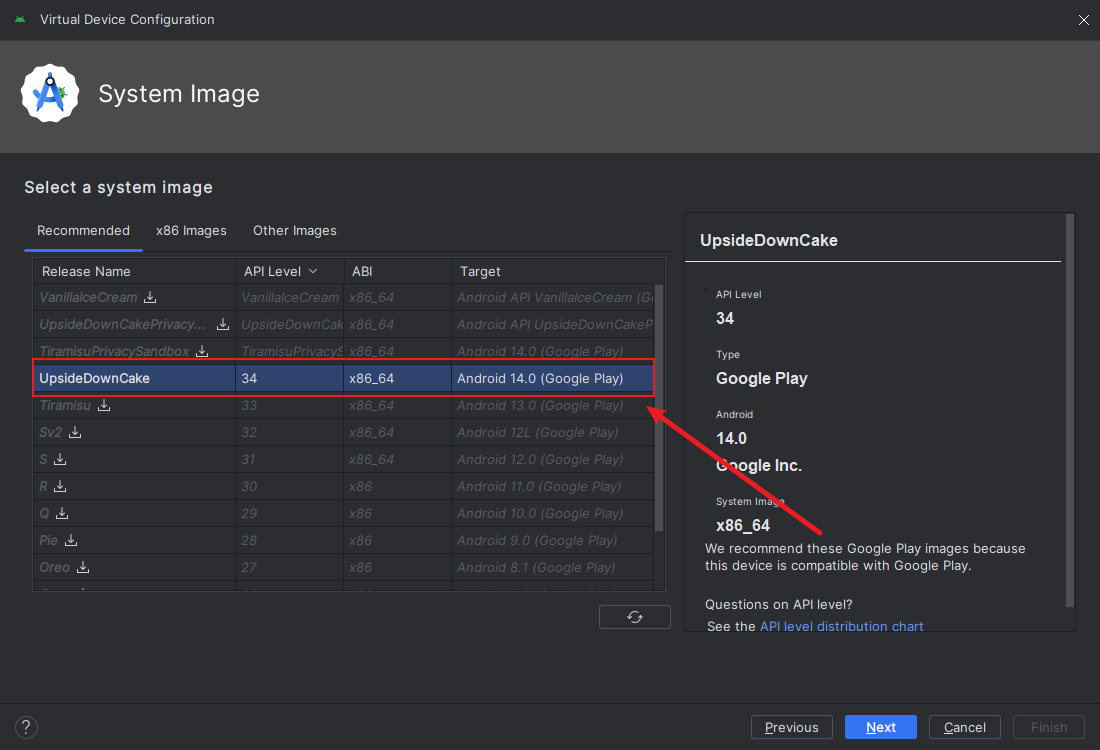 Virtual Device Configuration
System Image
Select a system image
Recommended x86 Images Other Images
Release Name API Level ABI Target
VanillaIceCream VanillaIceCream x86_64 Android API VanillaIceCream (Go
UpsideDownCakePrivacy... UpsideDownCak x86_64 Android API UpsideDownCakeP
TiramisuPrivacySandbox TiramisuPrivacyS x86_64 Android 14.0 (Google Play)
UpsideDownCake 34 x86_64 Android 14.0 (Google Play)
Tiramisu 33 x86_64 Android 13.0 (Google Play)
Sv2 32 x86_64 Android 12L (Google Play)
S 31 x86_64 Android 12.0 (Google Play)
R 30 x86 Android 11.0 (Google Play)
Q 29 x86 Android 10.0 (Google Play)
Pie 28 x86 Android 9.0 (Google Play)
Oreo 27 x86 Android 8.1 (Google Play)
UpsideDownCake
API Level
34
Type
Google Play
Android
14.0
Google Inc.
System Image
x86_64
We recommend these Google Play images because
this device is compatible with Google Play.
Questions on API level?
See the API level distribution chart
? Previous Next Cancel Finish